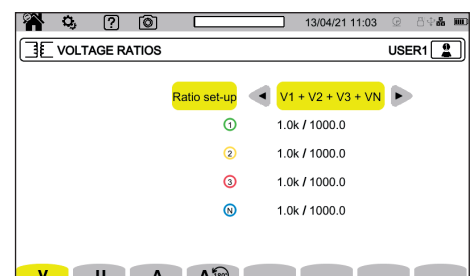 ? 13/04/21 11:03
VOLTAGE RATIOS USER1
Ratio set-up V1 + V2 + V3 + VN
1 1.0k / 1000.0
2 1.0k / 1000.0
3 1.0k / 1000.0
N 1.0k / 1000.0
V U A A